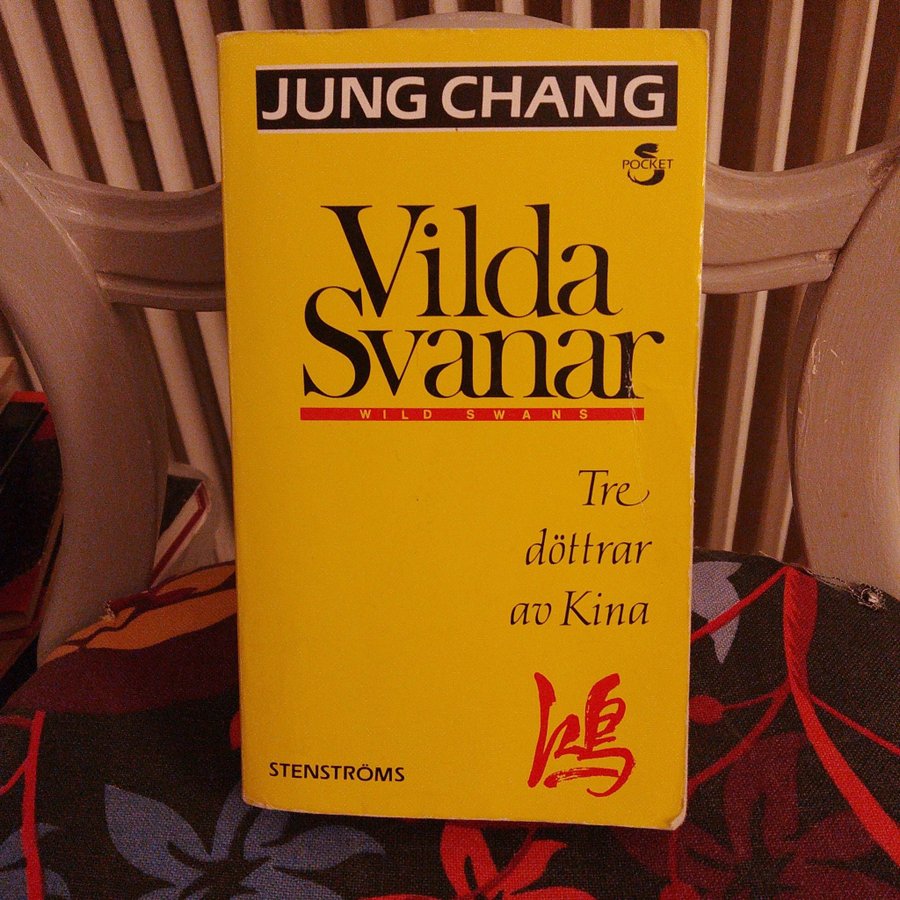 JUNG CHANG
POCKET
Vilda
Svanar
WILD SWANS
Tre
döttrar
av Kina
鴻
STENSTRÖMS